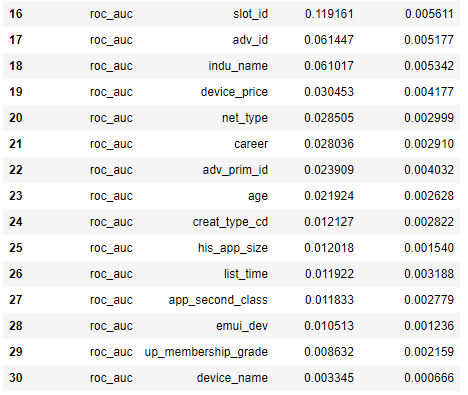 16 roc_auc slot_id 0.119161 0.005611
17 roc_auc adv_id 0.061447 0.005177
18 roc_auc indu_name 0.061017 0.005342
19 roc_auc device_price 0.030453 0.004177
20 roc_auc net_type 0.028505 0.002999
21 roc_auc career 0.028036 0.002910
22 roc_auc adv_prim_id 0.023909 0.004032
23 roc_auc age 0.021924 0.002628
24 roc_auc creat_type_cd 0.012127 0.002822
25 roc_auc his_app_size 0.012018 0.001540
26 roc_auc list_time 0.011922 0.003188
27 roc_auc app_second_class 0.011833 0.002779
28 roc_auc emui_dev 0.010513 0.001236
29 roc_auc up_membership_grade 0.008632 0.002159
30 roc_auc device_name 0.003345 0.000666